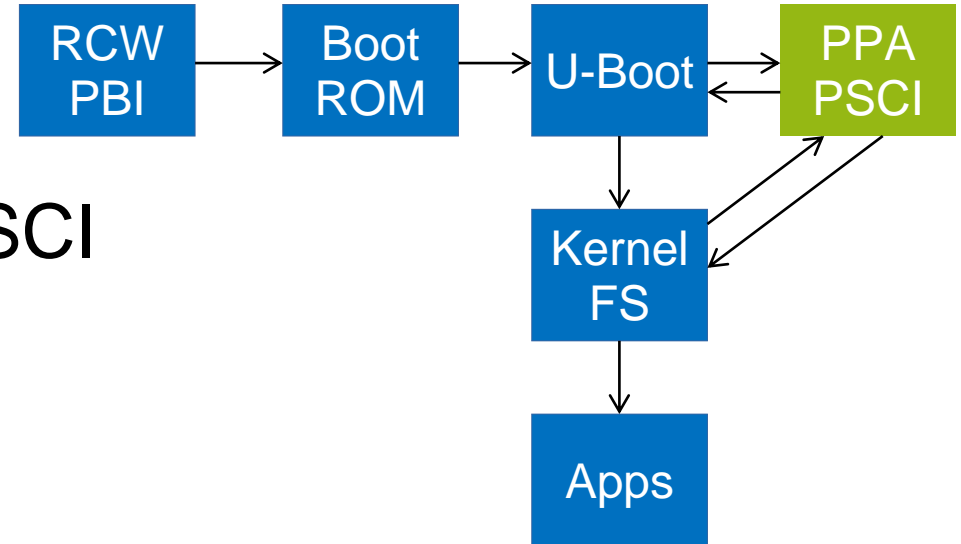 RCW
PBI
Boot
ROM
U-Boot
PPA
PSCI
SCI
Kernel
FS
Apps